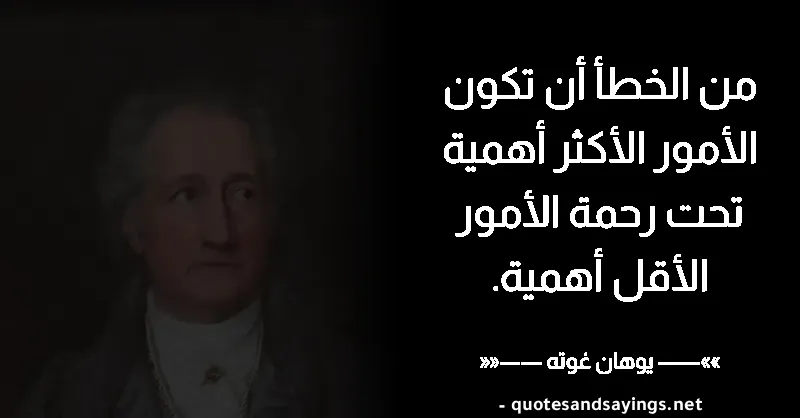 من الخطأ أن تكون
الأمور الأكثر أهمية
تحت رحمة الأمور
الأقل أهمية.
»»—— يوهان غوته ——««
- quotesandsayings.net